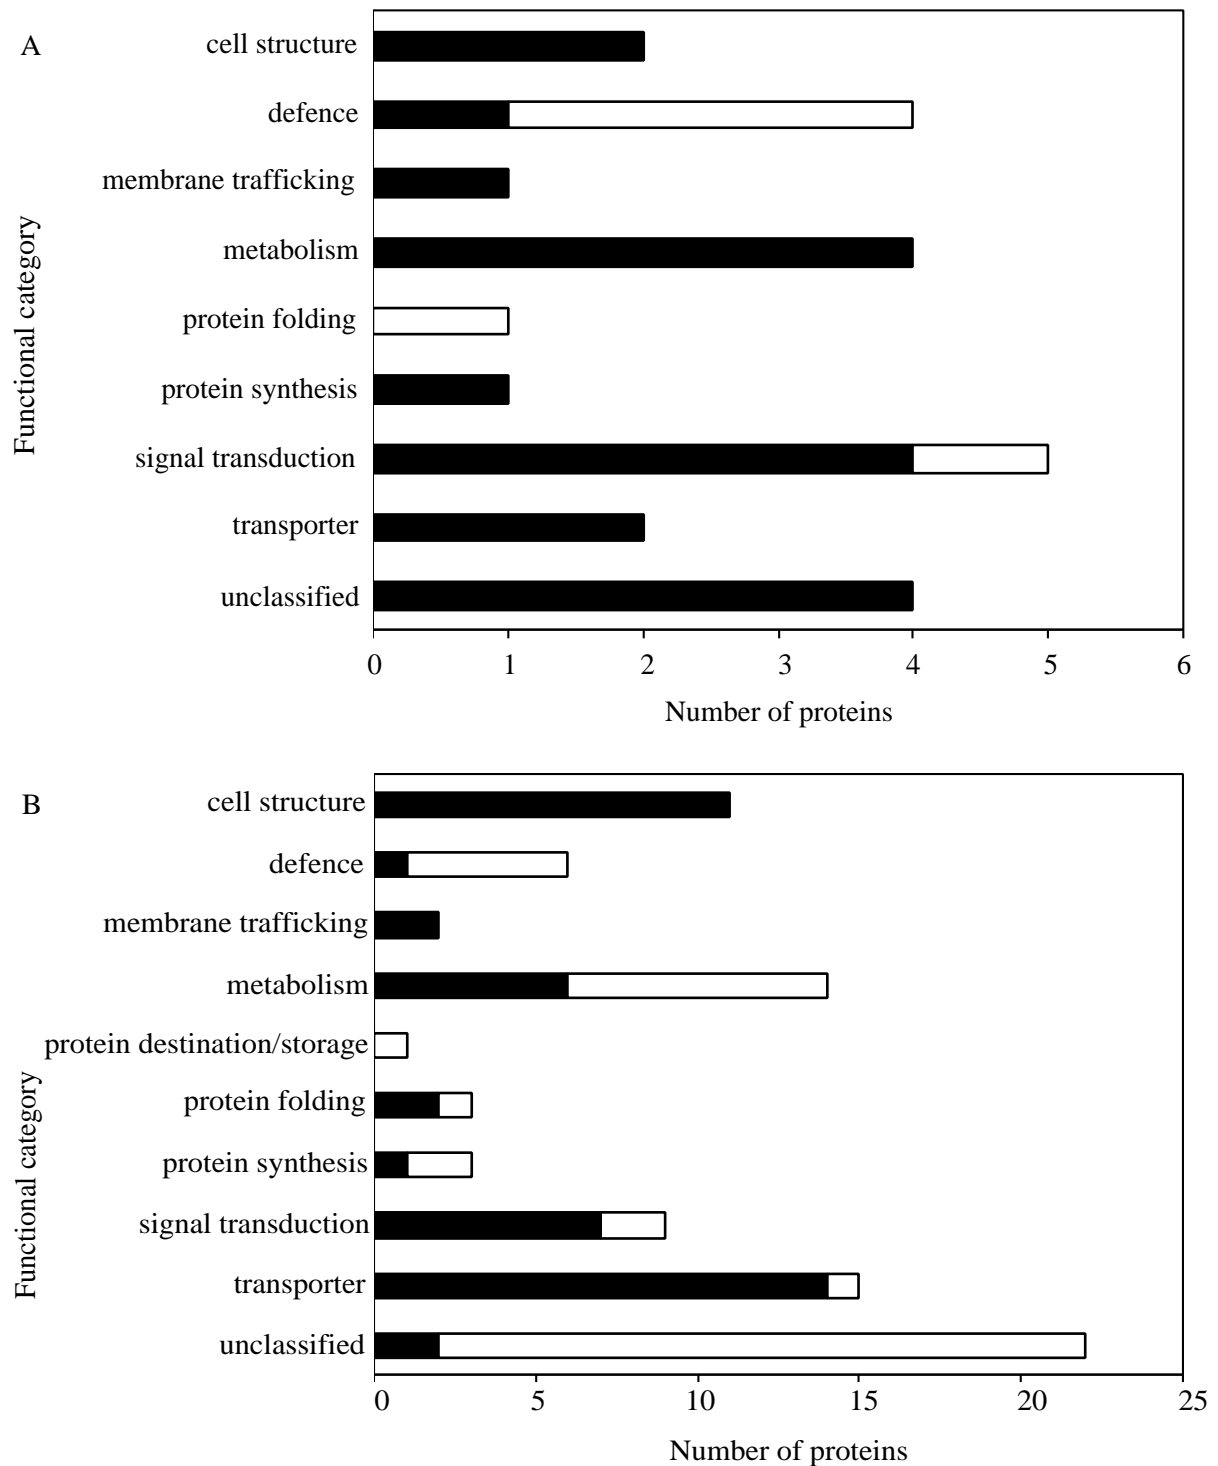 A
cell structure
defence
membrane trafficking
metabolism
protein folding
protein synthesis
signal transduction
transporter
unclassified
Functional category
0 1 2 3 4 5 6
Number of proteins
B
cell structure
defence
membrane trafficking
metabolism
protein destination/storage
protein folding
protein synthesis
signal transduction
transporter
unclassified
Functional category
0 5 10 15 20 25
Number of proteins